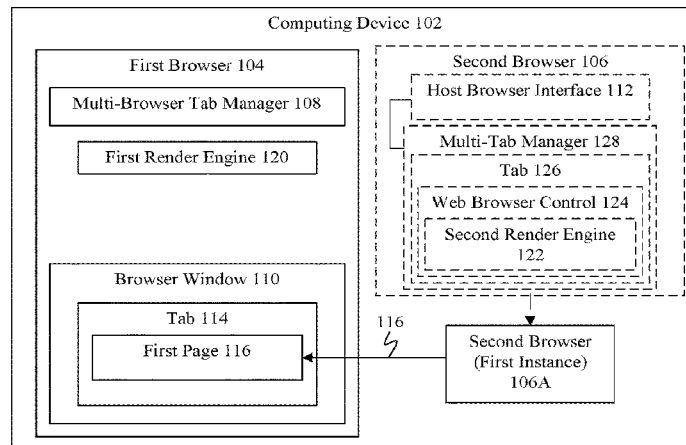 Computing Device 102
First Browser 104
Multi-Browser Tab Manager 108
First Render Engine 120
Browser Window 110
Tab 114
First Page 116
Second Browser 106
Host Browser Interface 112
Multi-Tab Manager 128
Tab 126
Web Browser Control 124
Second Render Engine
122
116
Second Browser
(First Instance)
106A